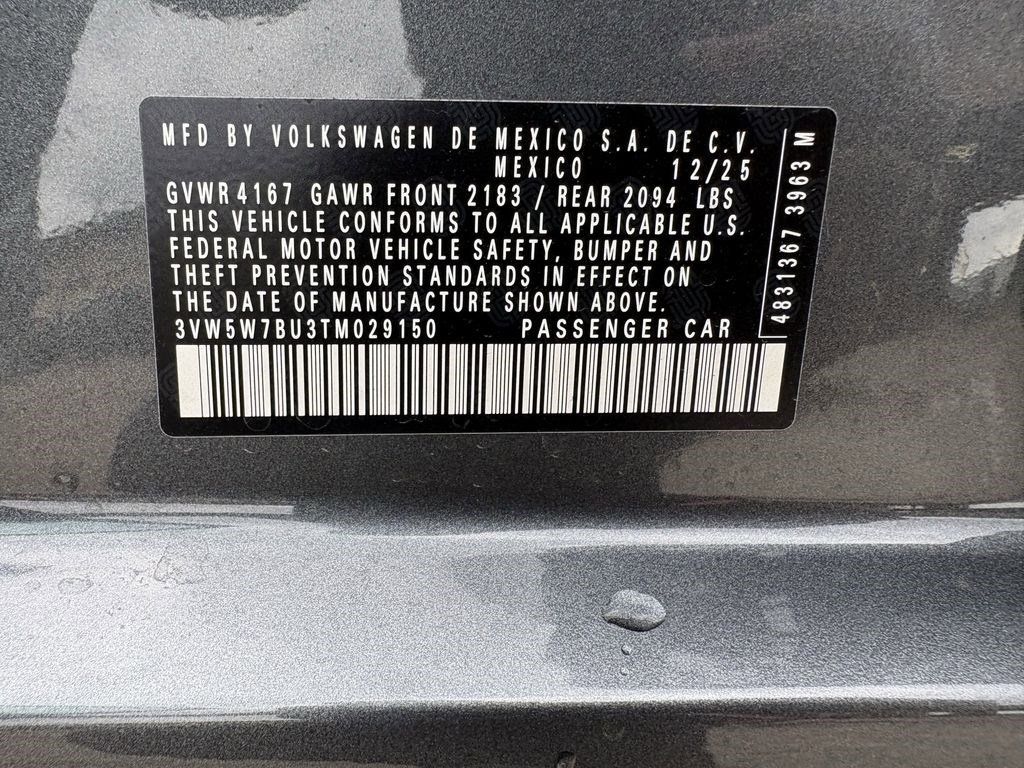 MFD BY VOLKSWAGEN DE MEXICO S.A. DE C.V.
MEXICO 12/25
GVWR 4167 GAWR FRONT 2183 / REAR 2094 LBS
THIS VEHICLE CONFORMS TO ALL APPLICABLE U.S.
FEDERAL MOTOR VEHICLE SAFETY, BUMPER AND
THEFT PREVENTION STANDARDS IN EFFECT ON
THE DATE OF MANUFACTURE SHOWN ABOVE.
3VW5W7BU3TM029150 PASSENGER CAR
4831367 3963 M